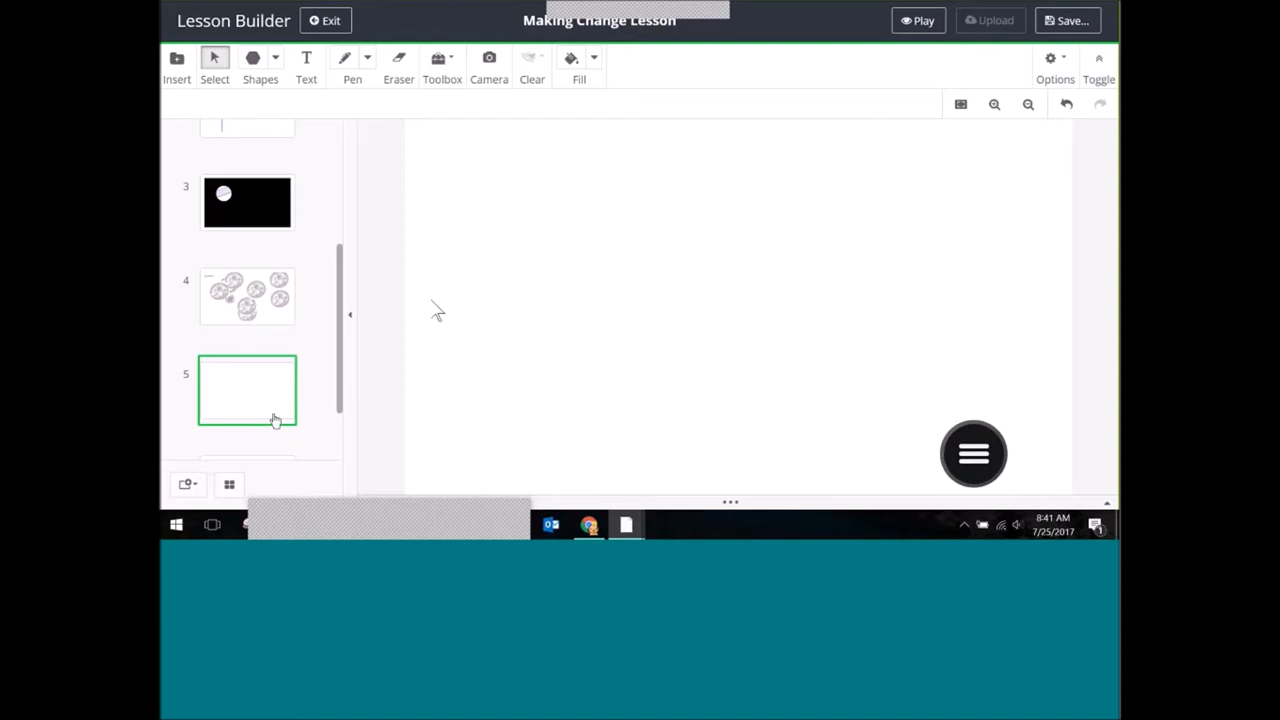 Lesson Builder
Exit
Making Change Lesson
Play
Upload
Save...
Insert
Select
Shapes
Text
Pen
Eraser
Toolbox
Camera
Clear
Fill
Options
Toggle
3
4
5
8:41 AM
7/25/2017
1